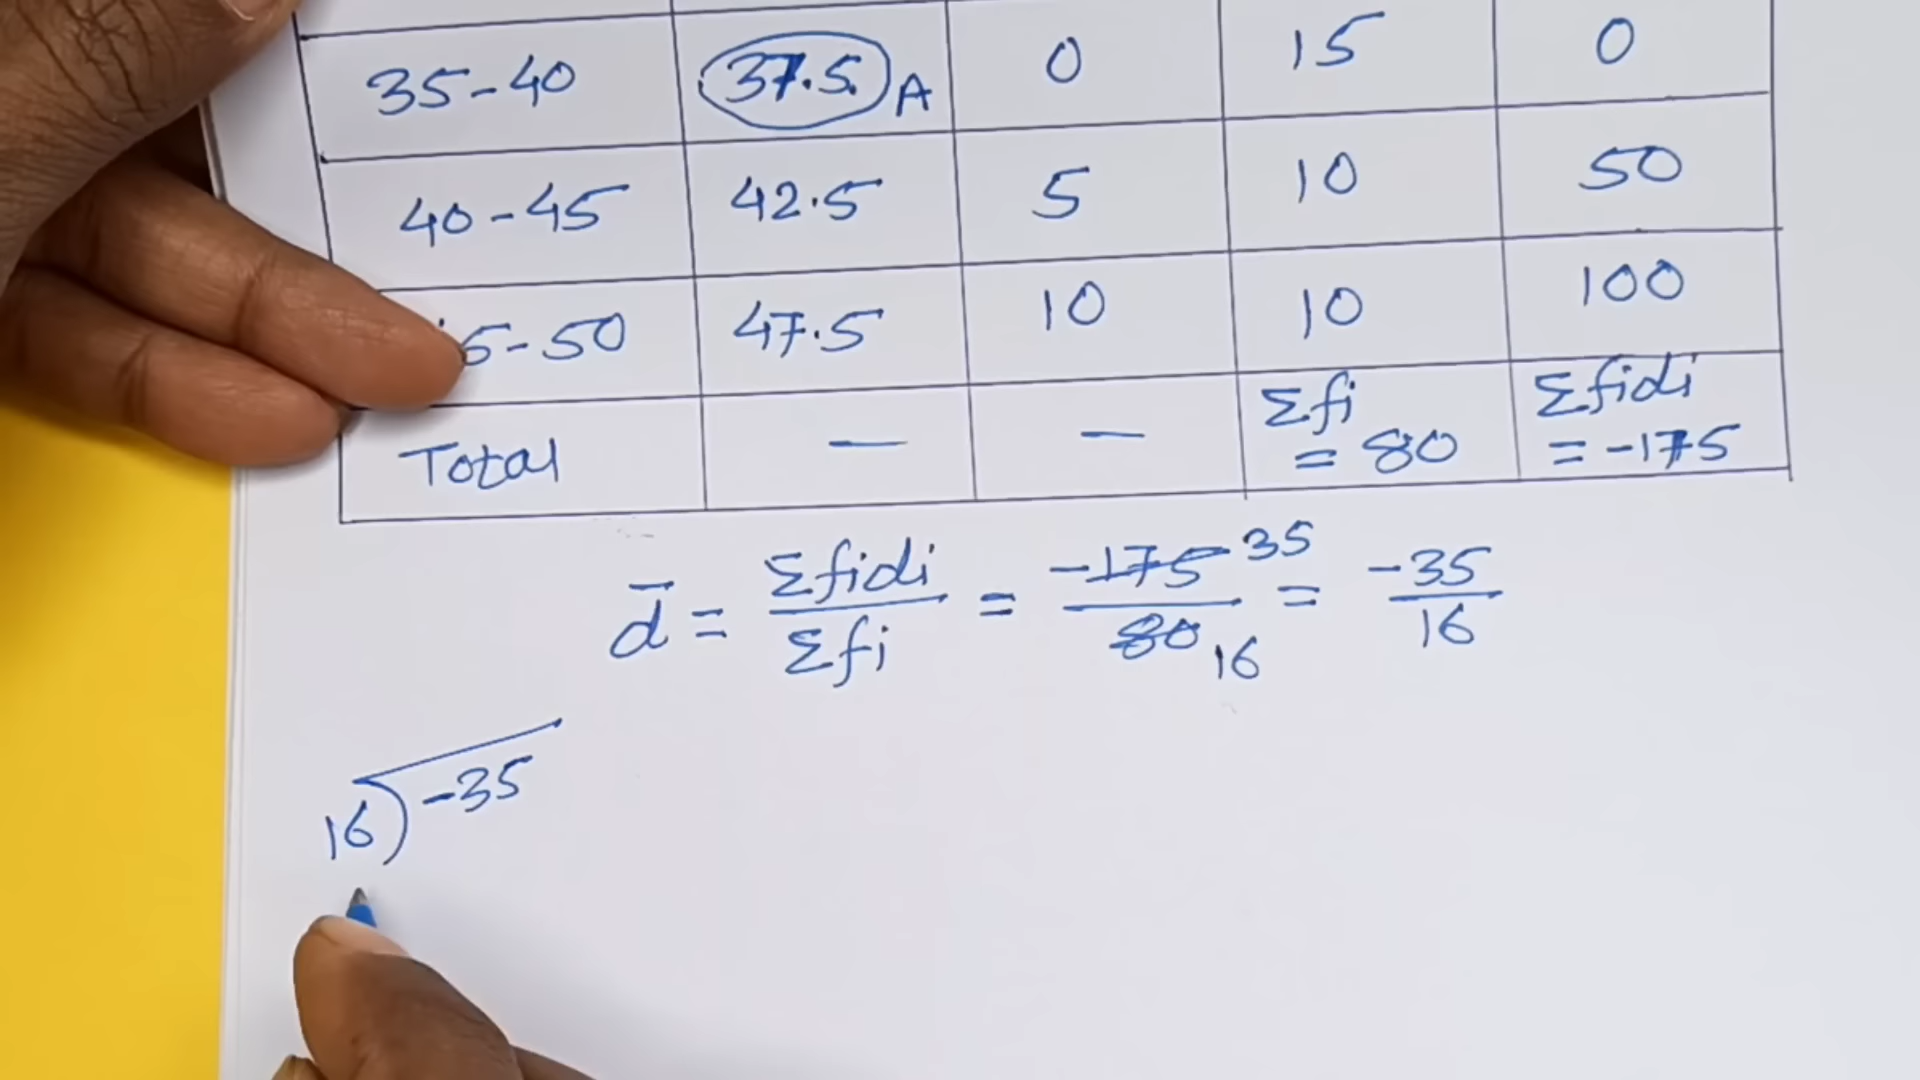 35-40 37.5 A 0 15 0
40-45 42.5 5 10 50
5-50 47.5 10 10 100
Total — — Σfi = 80 Σfidi = -175
d̄ = Σfidi / Σfi = -175 35 / 80 16 = -35 / 16
16)-35